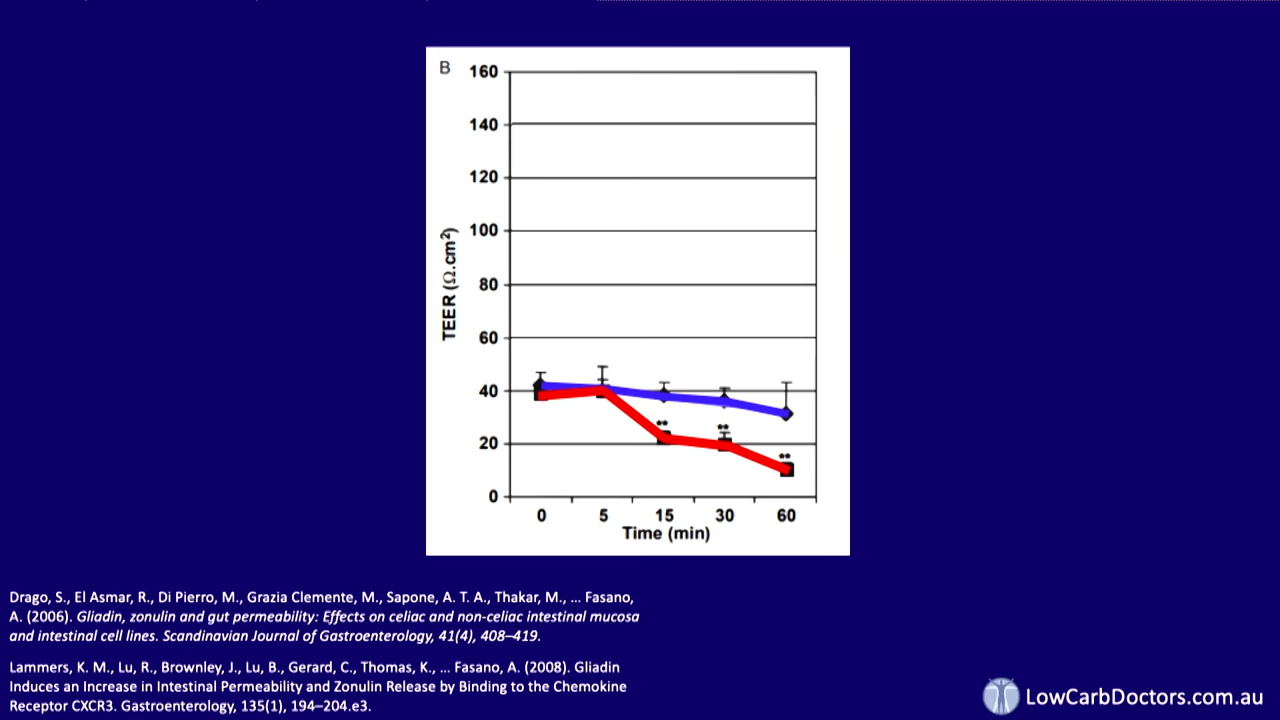 B
160
140
120
100
80
60
40
20
0
TEER (Ω.cm²)
**
**
**
0 5 15 30 60
Time (min)
Drago, S., El Asmar, R., Di Pierro, M., Grazia Clemente, M., Sapone, A. T. A., Thakar, M., ... Fasano,
A. (2006). Gliadin, zonulin and gut permeability: Effects on celiac and non-celiac intestinal mucosa
and intestinal cell lines. Scandinavian Journal of Gastroenterology, 41(4), 408–419.
Lammers, K. M., Lu, R., Brownley, J., Lu, B., Gerard, C., Thomas, K., ... Fasano, A. (2008). Gliadin
Induces an Increase in Intestinal Permeability and Zonulin Release by Binding to the Chemokine
Receptor CXCR3. Gastroenterology, 135(1), 194–204.e3.
LowCarbDoctors.com.au